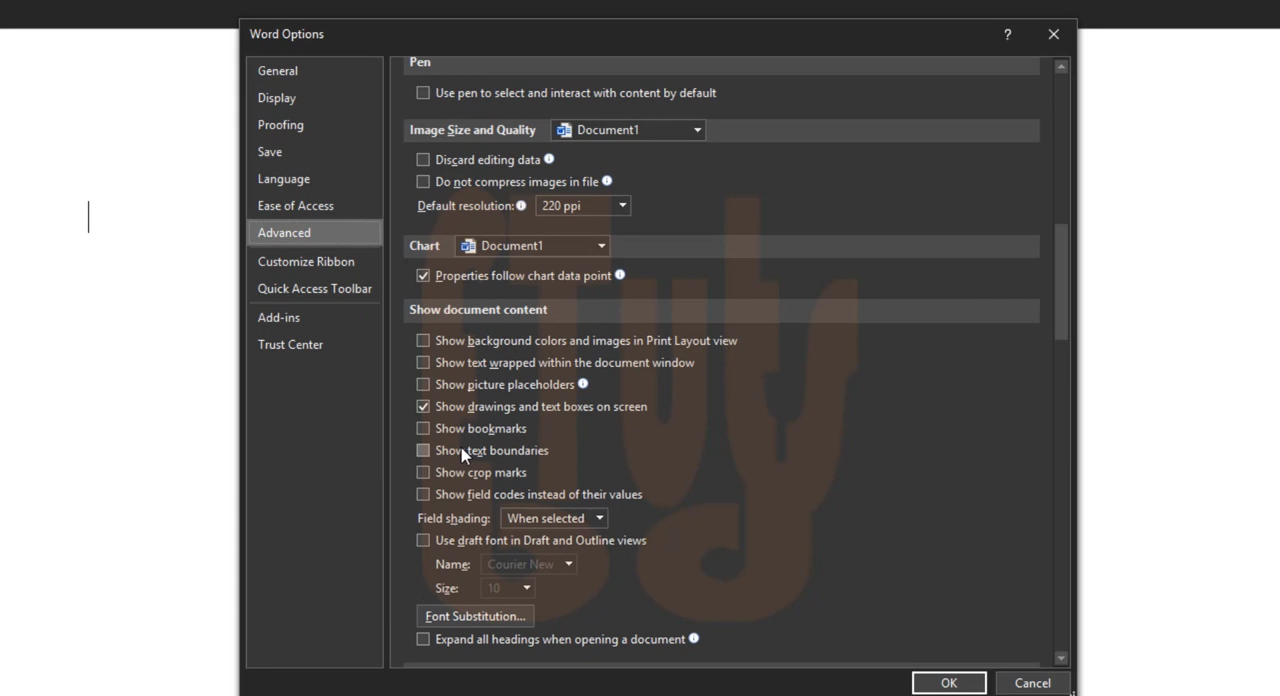 Word Options
?
General
Display
Proofing
Save
Language
Ease of Access
Advanced
Customize Ribbon
Quick Access Toolbar
Add-ins
Trust Center
Pen
Use pen to select and interact with content by default
Image Size and Quality Document1
Discard editing data
Do not compress images in file
Default resolution: 220 ppi
Chart Document1
Properties follow chart data point
Show document content
Show background colors and images in Print Layout view
Show text wrapped within the document window
Show picture placeholders
Show drawings and text boxes on screen
Show bookmarks
Show text boundaries
Show crop marks
Show field codes instead of their values
Field shading: When selected
Use draft font in Draft and Outline views
Name: Courier New
Size: 10
Font Substitution...
Expand all headings when opening a document
OK Cancel